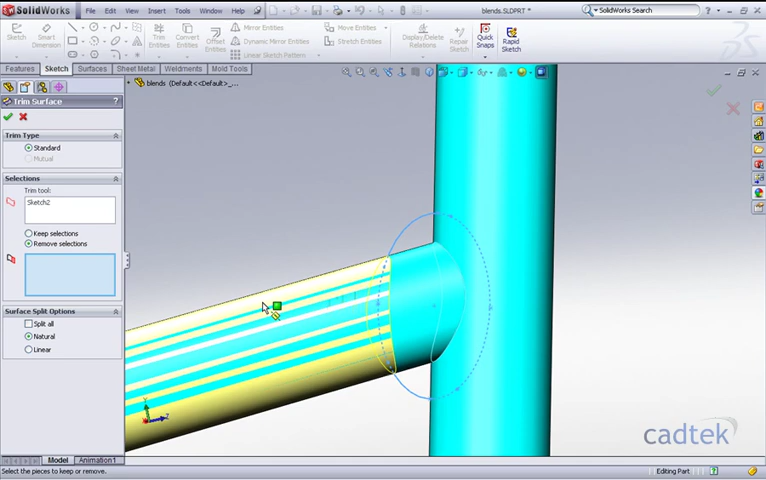 SolidWorks File Edit View Insert Tools Window Help blends.SLDPRT * SolidWorks Search
Sketch Smart Dimension Trim Entities Convert Entities Offset Entities Mirror Entities Dynamic Mirror Entities Linear Sketch Pattern Move Entities Stretch Entities Display/Delete Relations Repair Sketch Quick Snaps Rapid Sketch
Features Sketch Surfaces Sheet Metal Weldments Mold Tools
blends (Default<<Default>_...
Trim Surface ?
Trim Type
Standard
Mutual
Selections
Trim tool:
Sketch2
Keep selections
Remove selections
Surface Split Options
Split all
Natural
Linear
Y
Z
cadtek
Model Animation1
Select the pieces to keep or remove. Editing Part